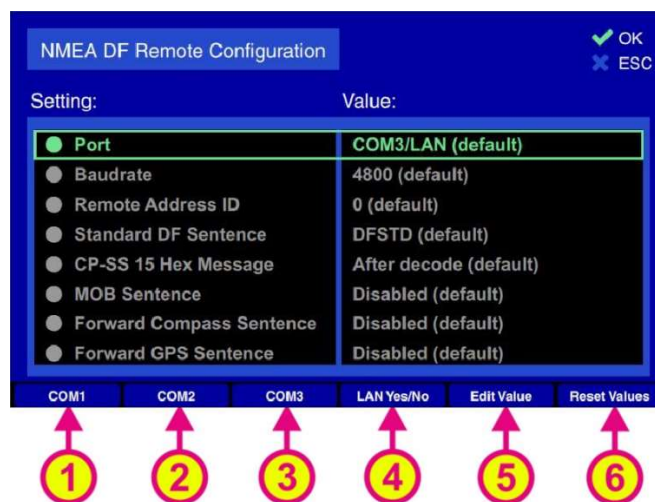 NMEA DF Remote Configuration
OK
ESC
Setting: Value:
Port COM3/LAN (default)
Baudrate 4800 (default)
Remote Address ID 0 (default)
Standard DF Sentence DFSTD (default)
CP-SS 15 Hex Message After decode (default)
MOB Sentence Disabled (default)
Forward Compass Sentence Disabled (default)
Forward GPS Sentence Disabled (default)
COM1 COM2 COM3 LAN Yes/No Edit Value Reset Values
1 2 3 4 5 6